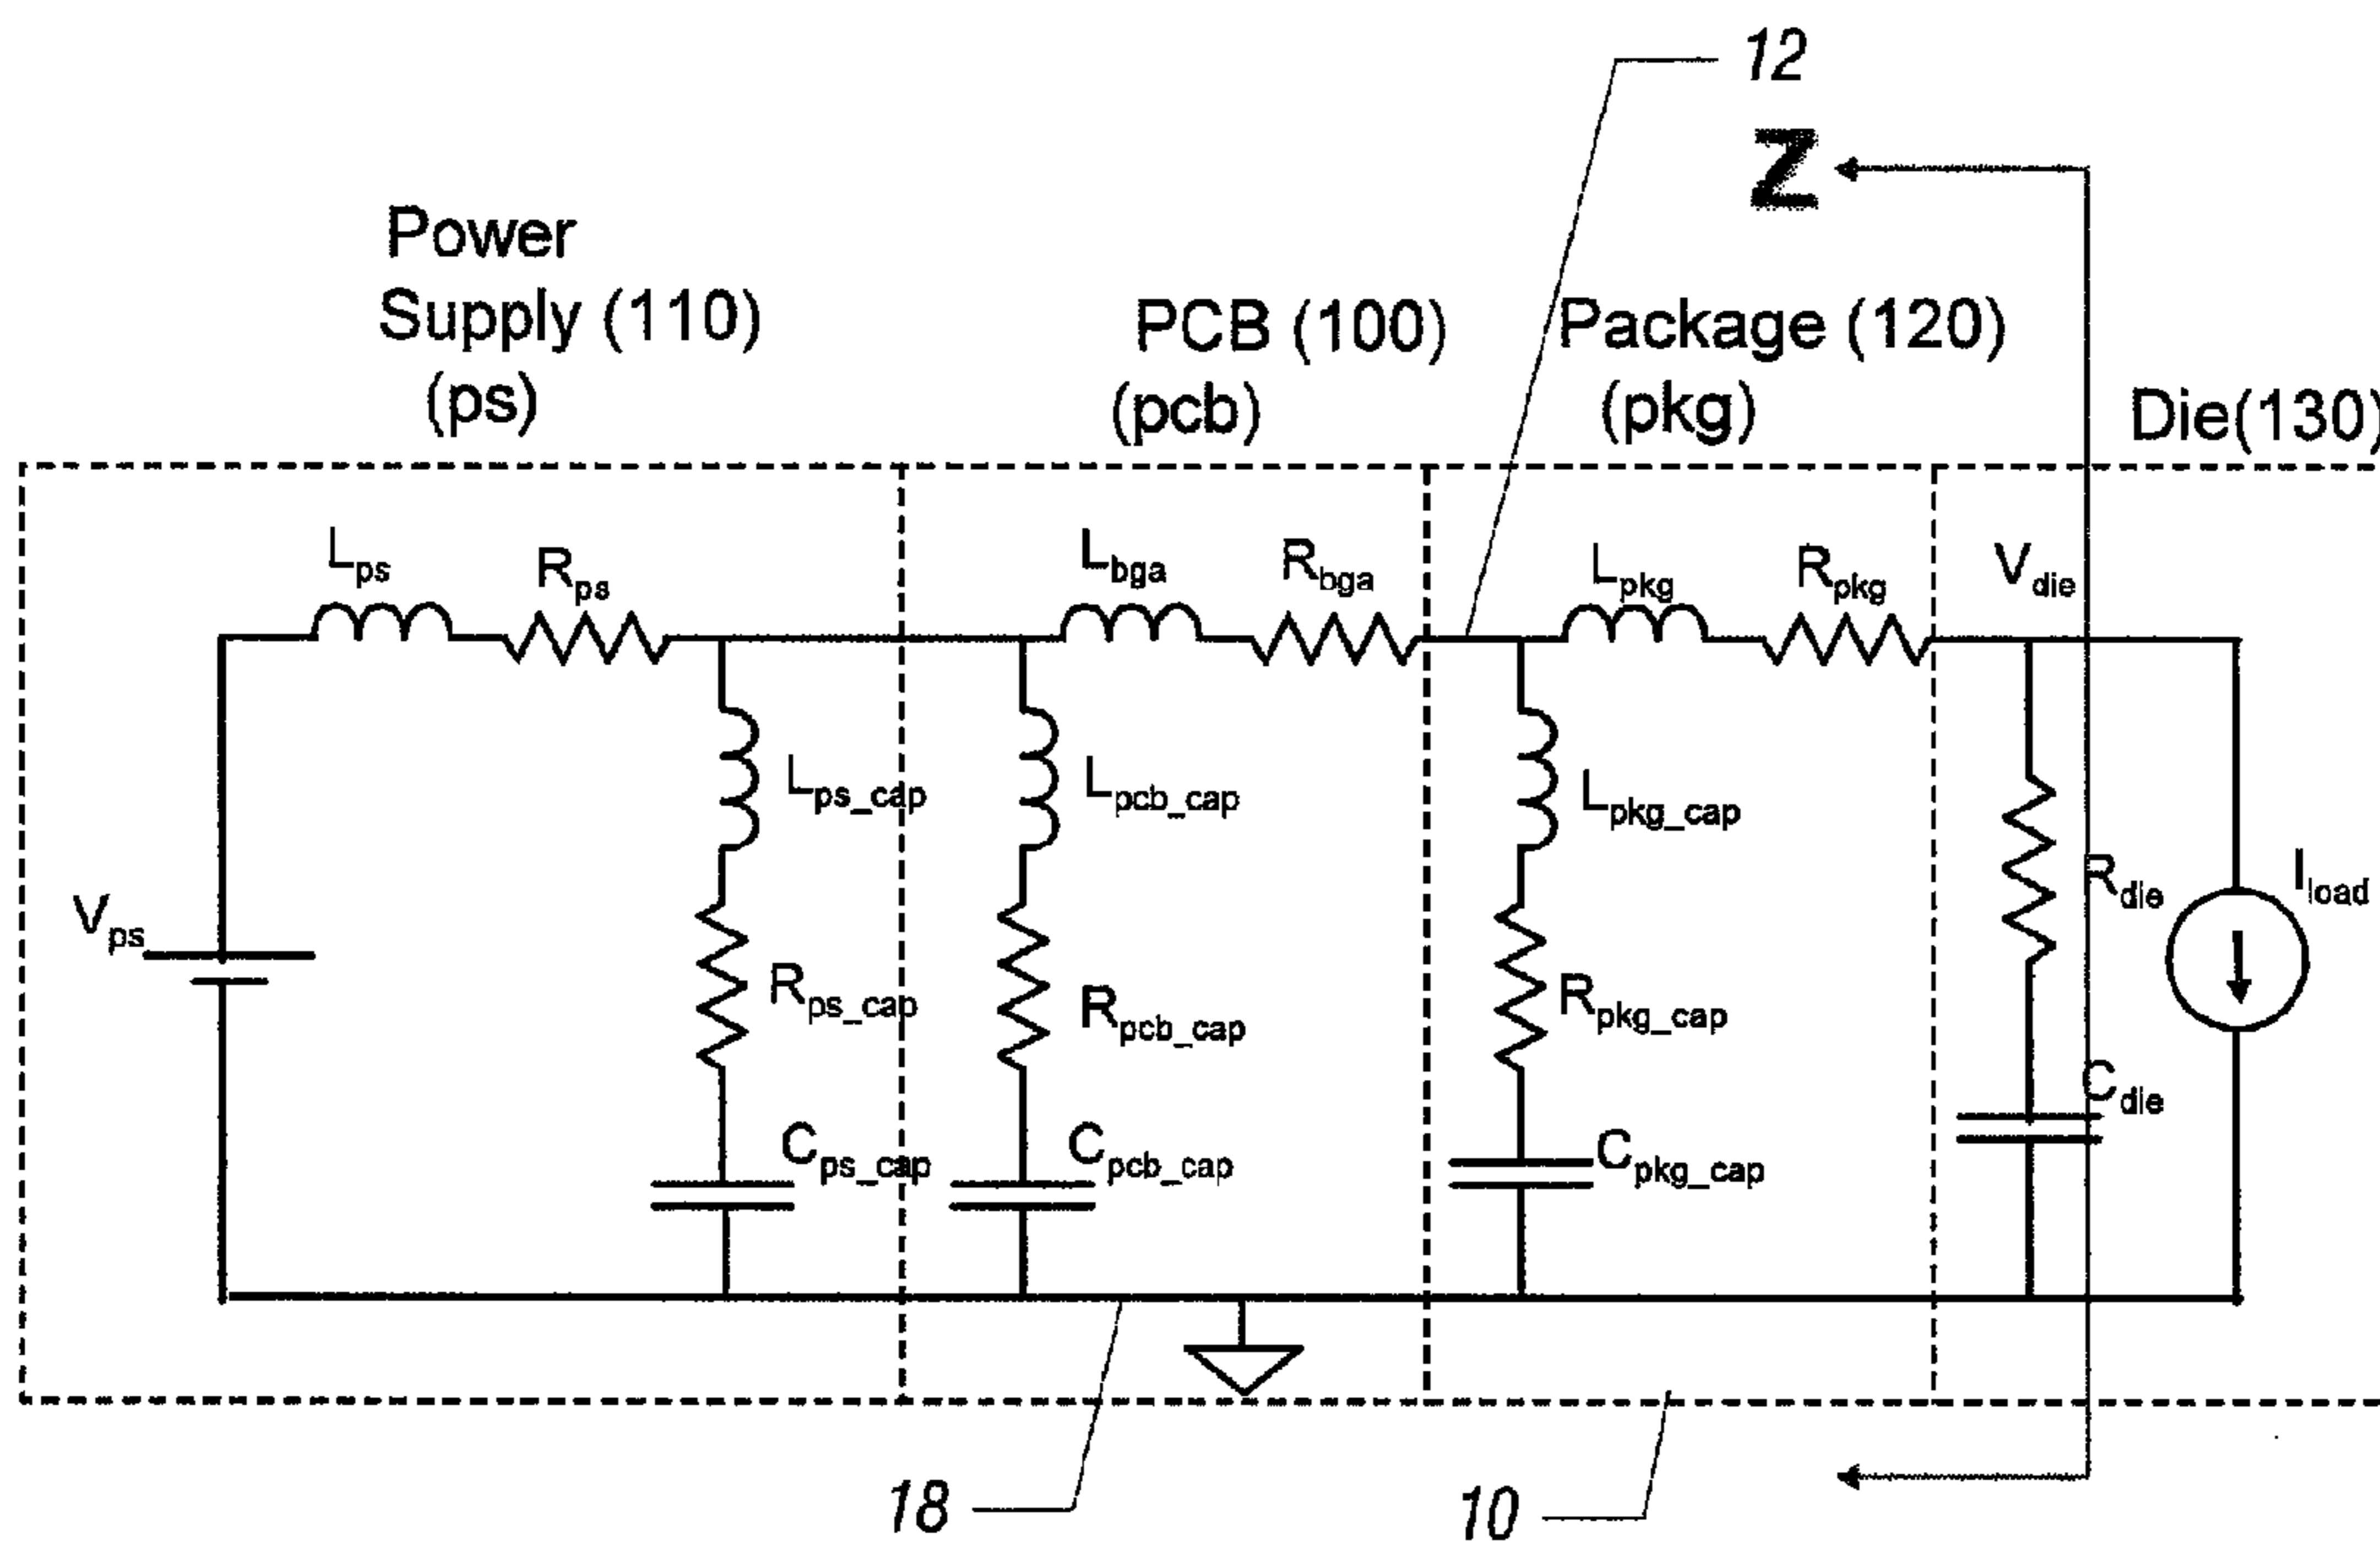 12
Z
Power
Supply (110)
(ps)
PCB (100)
(pcb)
Package (120)
(pkg)
Die(130)
Lps
Rps
Lbga
Rbga
Lpkg
Rpkg
Vdie
Lps_cap
Lpcb_cap
Lpkg_cap
Rdie
Iload
Vps
Rps_cap
Rpcb_cap
Rpkg_cap
Cdie
Cps_cap
Cpcb_cap
Cpkg_cap
18
10